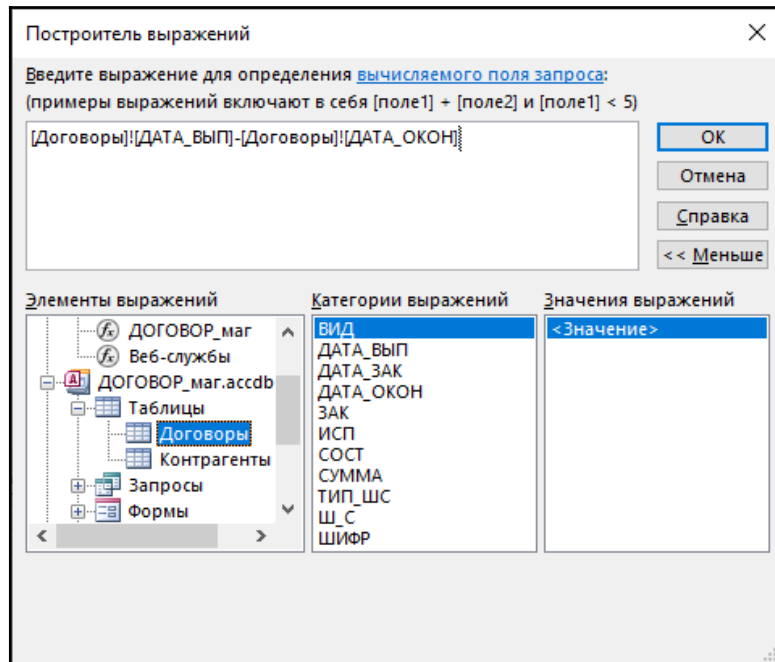 Построитель выражений
Введите выражение для определения вычисляемого поля запроса:
(примеры выражений включают в себя [поле1] + [поле2] и [поле1] < 5)
[Договоры]![ДАТА_ВЫП]-[Договоры]![ДАТА_ОКОН]
ОК
Отмена
Справка
<< Меньше
Элементы выражений
ДОГОВОР_маг
Веб-службы
ДОГОВОР_маг.accdb
Таблицы
Договоры
Контрагенты
Запросы
Формы
Категории выражений
ВИД
ДАТА_ВЫП
ДАТА_ЗАК
ДАТА_ОКОН
ЗАК
ИСП
СОСТ
СУММА
ТИП_ШС
Ш_С
ШИФР
Значения выражений
<Значение>